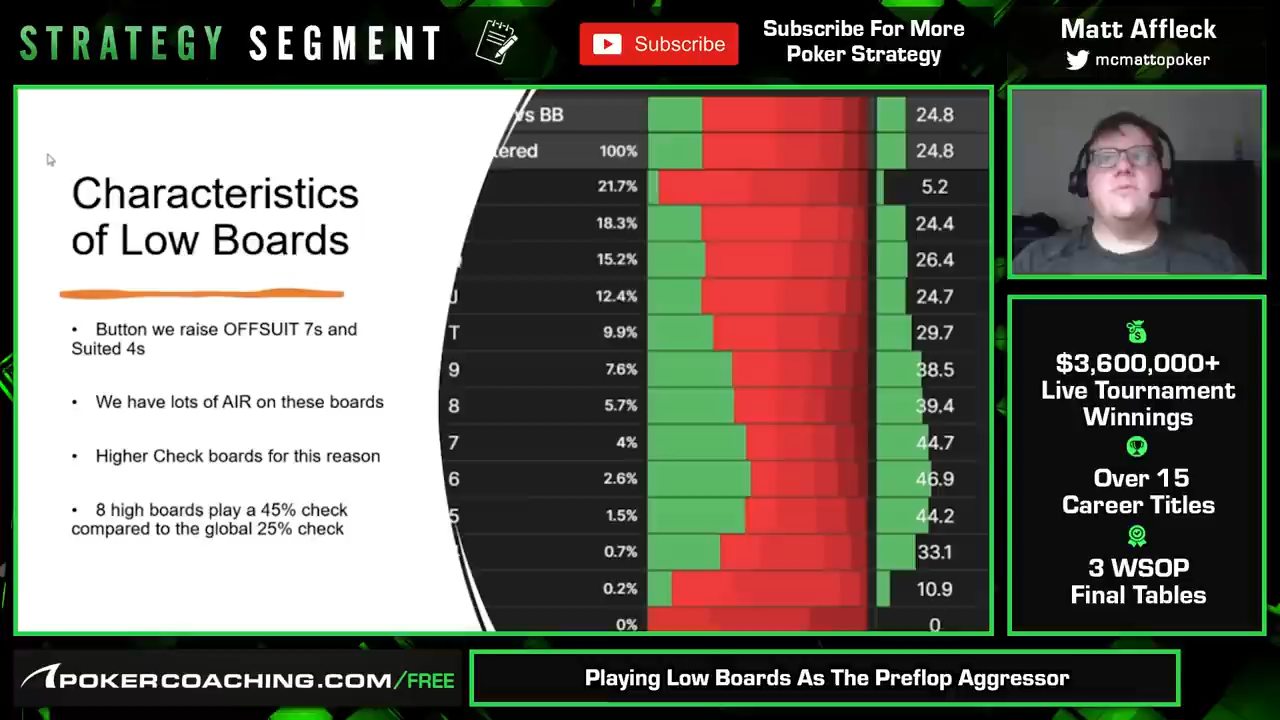 STRATEGY SEGMENT
Subscribe
Subscribe For More
Poker Strategy
Matt Affleck
mcmattopoker
Characteristics
of Low Boards
• Button we raise OFFSUIT 7s and
Suited 4s
• We have lots of AIR on these boards
• Higher Check boards for this reason
• 8 high boards play a 45% check
compared to the global 25% check
vs BB 24.8
100% 24.8
21.7% 5.2
18.3% 24.4
15.2% 26.4
J 12.4% 24.7
T 9.9% 29.7
9 7.6% 38.5
8 5.7% 39.4
7 4% 44.7
6 2.6% 46.9
5 1.5% 44.2
0.7% 33.1
0.2% 10.9
0% 0
$3,600,000+
Live Tournament
Winnings
Over 15
Career Titles
3 WSOP
Final Tables
POKERCOACHING.COM/FREE
Playing Low Boards As The Preflop Aggressor